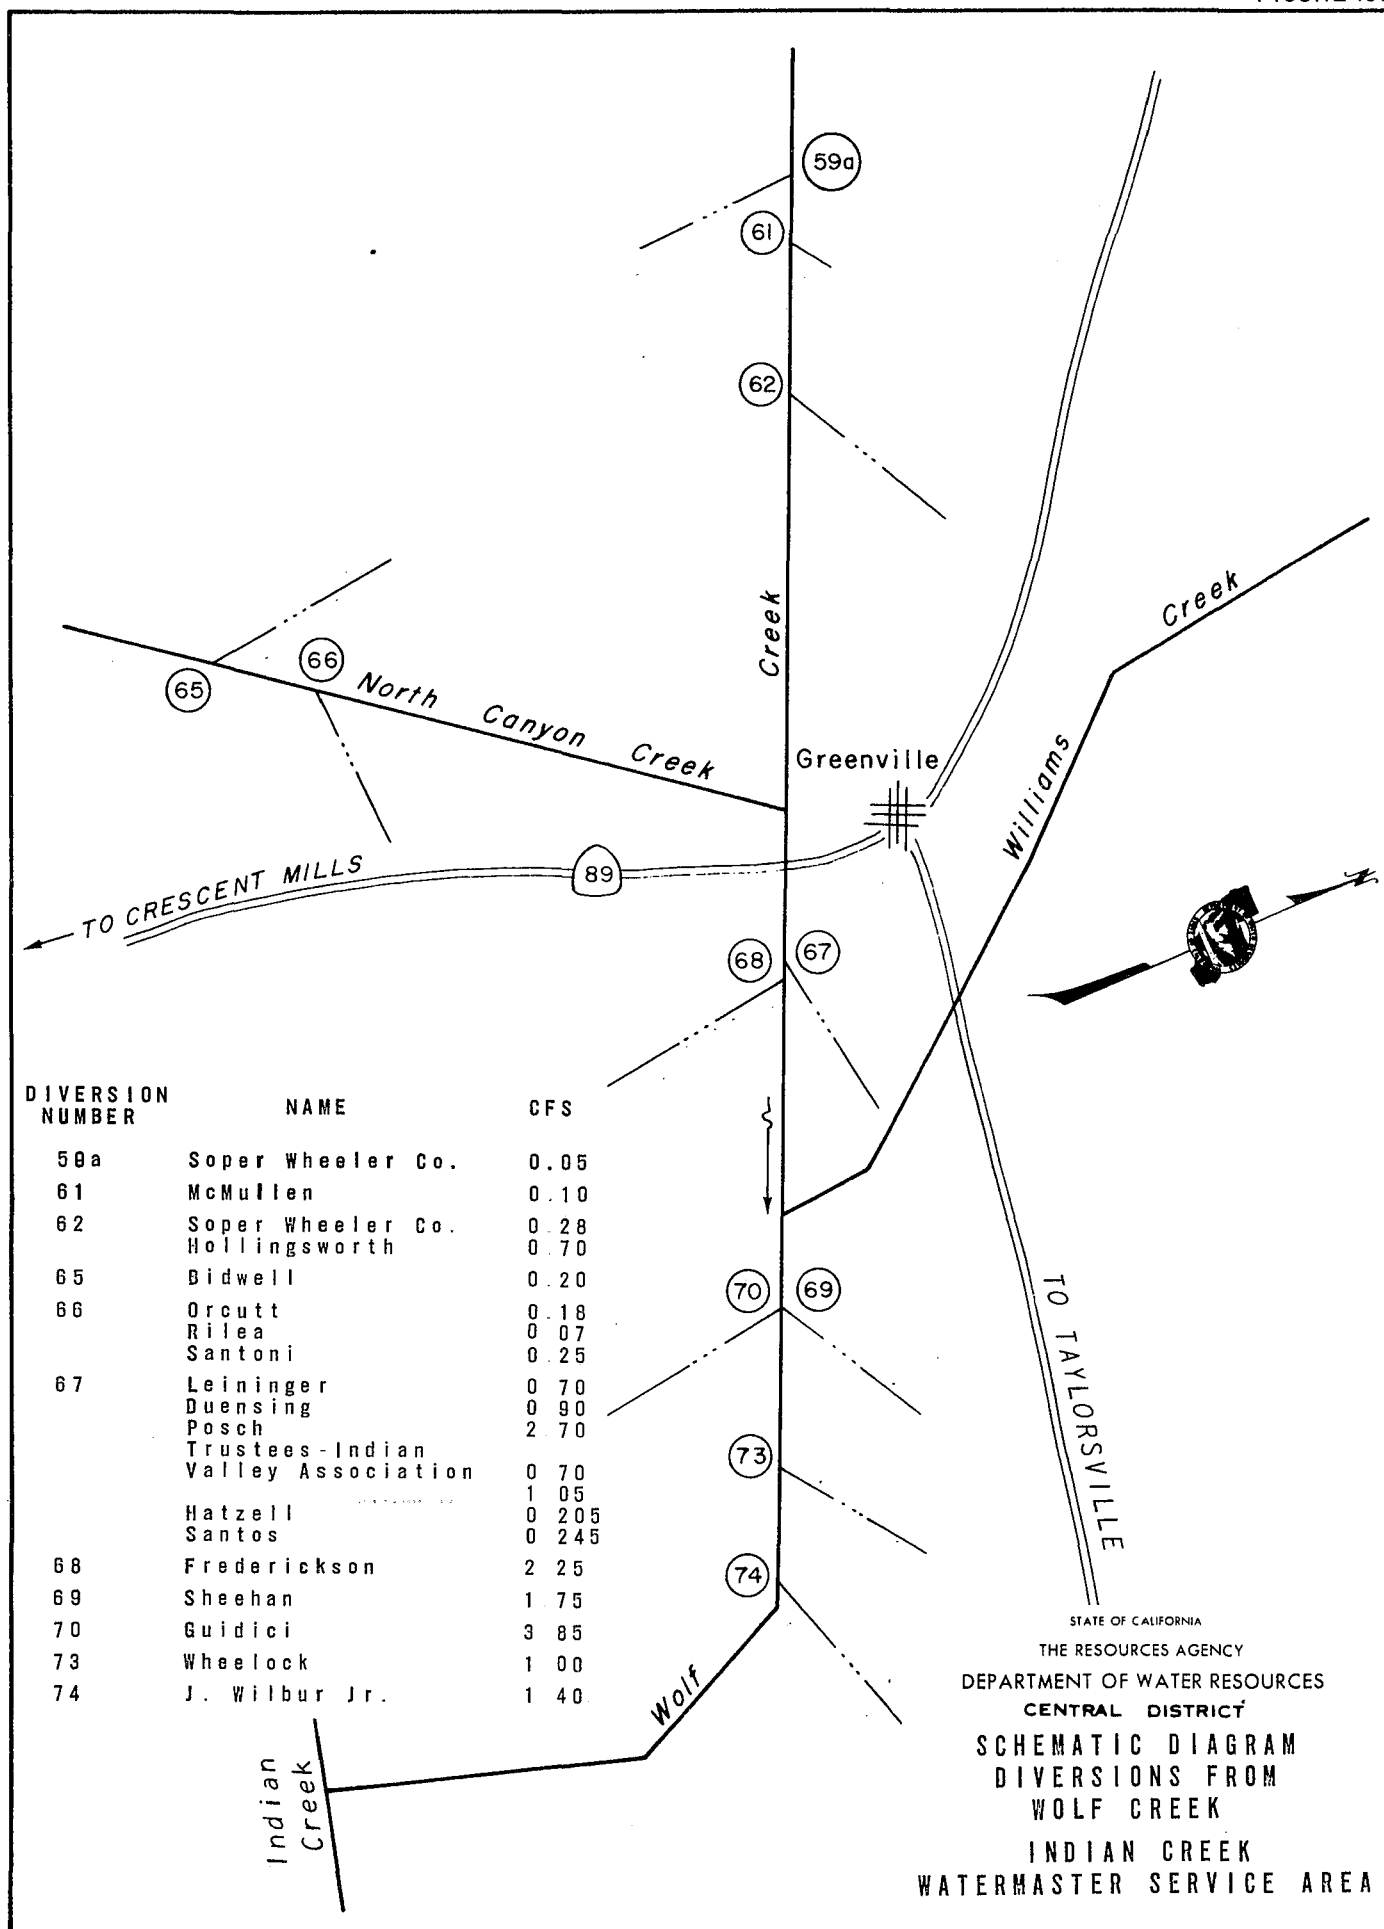 59a
61
62
Creek
Creek
65
66
North Canyon Creek
Greenville
Williams
TO CRESCENT MILLS
89
N
68
67
70
69
TO TAYLORSVILLE
73
74
Wolf
Indian
Creek
DIVERSION NUMBER NAME CFS
59a Soper Wheeler Co. 0.05
61 McMullen 0.10
62 Soper Wheeler Co. 0.28
Hollingsworth 0.70
65 Bidwell 0.20
66 Orcutt 0.18
Rilea 0 07
Santoni 0.25
67 Leininger 0 70
Duensing 0 90
Posch 2 70
Trustees-Indian
Valley Association 0 70
1 05
Hatzell 0 205
Santos 0 245
68 Frederickson 2 25
69 Sheehan 1 75
70 Guidici 3 85
73 Wheelock 1 00
74 J. Wilbur Jr. 1 40
STATE OF CALIFORNIA
THE RESOURCES AGENCY
DEPARTMENT OF WATER RESOURCES
CENTRAL DISTRICT
SCHEMATIC DIAGRAM
DIVERSIONS FROM
WOLF CREEK
INDIAN CREEK
WATERMASTER SERVICE AREA